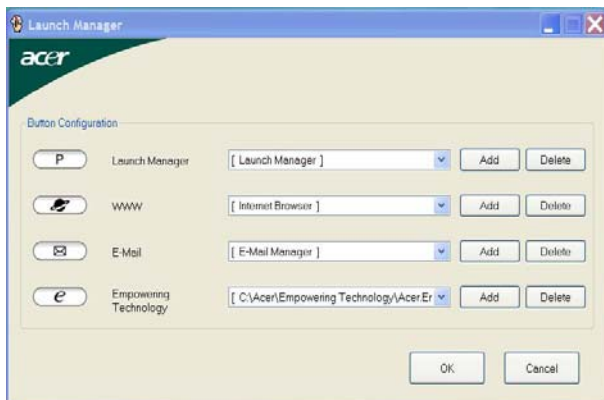 Launch Manager
acer
Button Configuration
P Launch Manager [ Launch Manager ] Add Delete
WWW [ Internet Browser ] Add Delete
E-Mail [ E-Mail Manager ] Add Delete
e Empowering Technology [ C:\Acer\Empowering Technology\Acer.Er Add Delete
OK Cancel